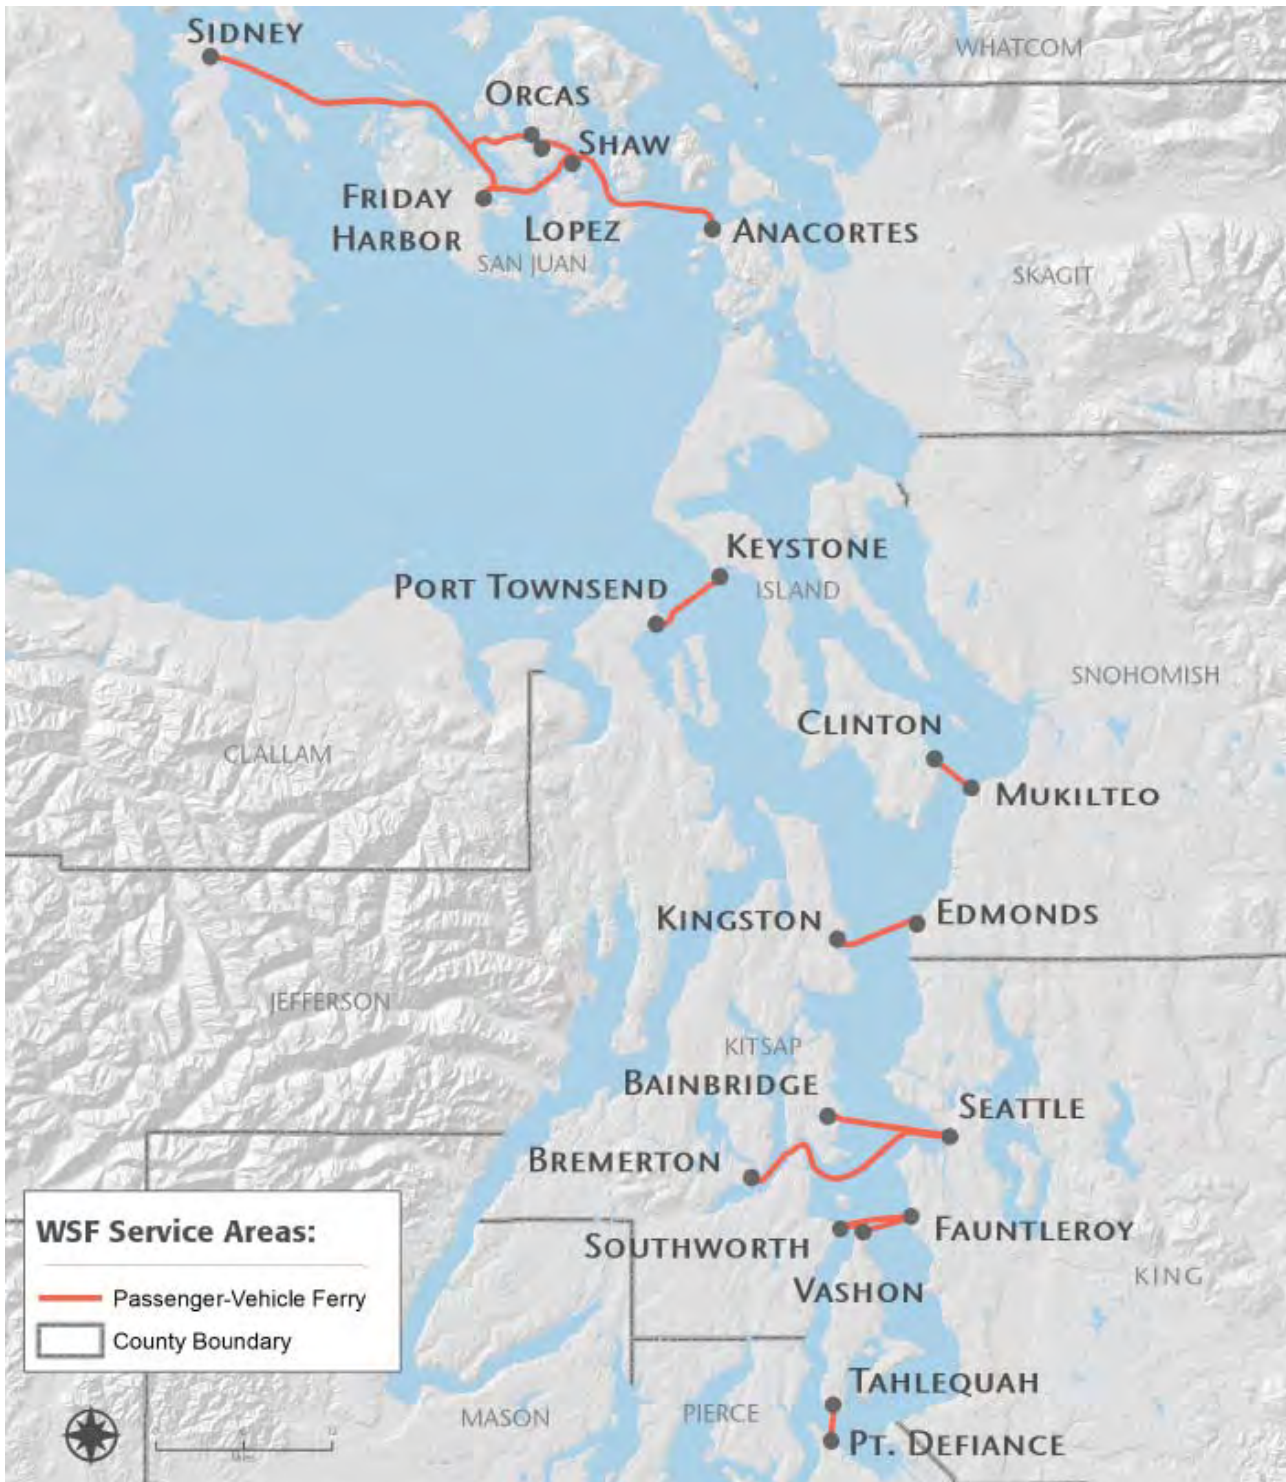 SIDNEY
WHATCOM
ORCAS
SHAW
FRIDAY
HARBOR
LOPEZ
ANACORTES
SAN JUAN
SKAGIT
KEYSTONE
PORT TOWNSEND
ISLAND
SNOHOMISH
CLINTON
CLALLAM
MUKILTEO
KINGSTON
EDMONDS
JEFFERSON
KITSAP
BAINBRIDGE
SEATTLE
BREMERTON
WSF Service Areas:
Passenger-Vehicle Ferry
County Boundary
FAUNTLEROY
SOUTHWORTH
VASHON
KING
TAHLEQUAH
MASON
PIERCE
PT. DEFIANCE